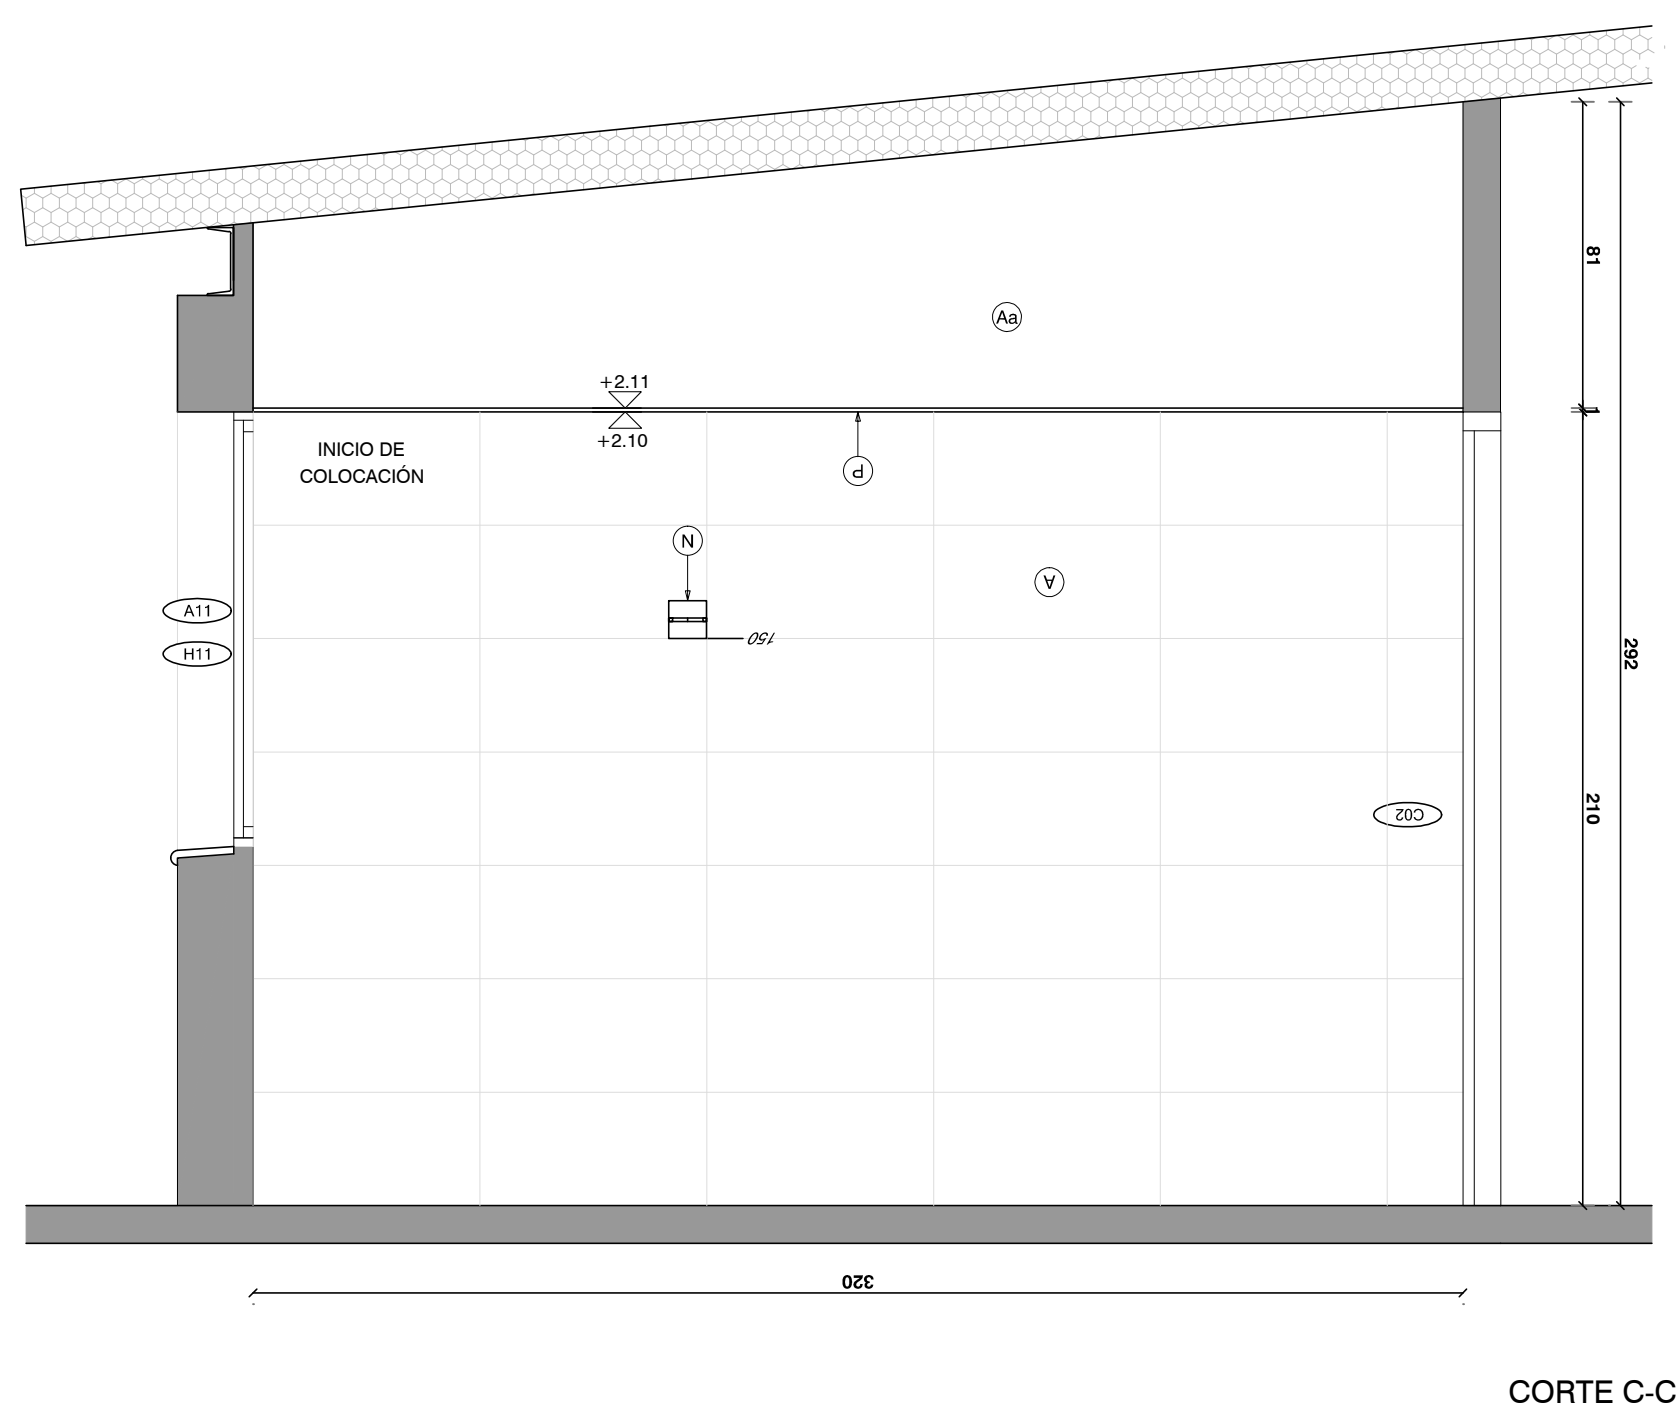 81
Aa
+2.11
1
+2.10
INICIO DE
COLOCACIÓN
P
N
A
A11
150
H11
292
C02
210
320
CORTE C-C